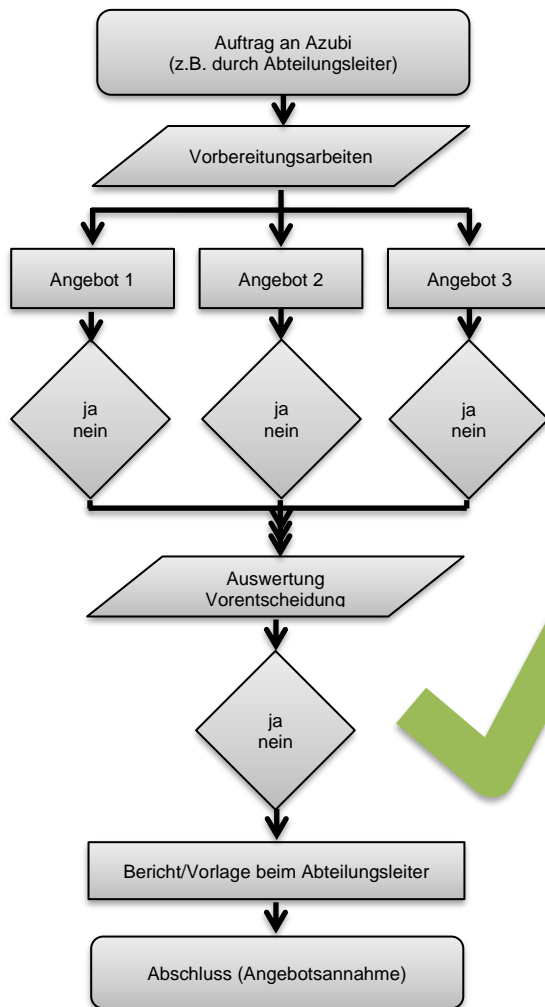 Auftrag an Azubi
(z.B. durch Abteilungsleiter)
Vorbereitungsarbeiten
Angebot 1
Angebot 2
Angebot 3
ja
nein
ja
nein
ja
nein
Auswertung
Vorentscheidung
ja
nein
Bericht/Vorlage beim Abteilungsleiter
Abschluss (Angebotsannahme)